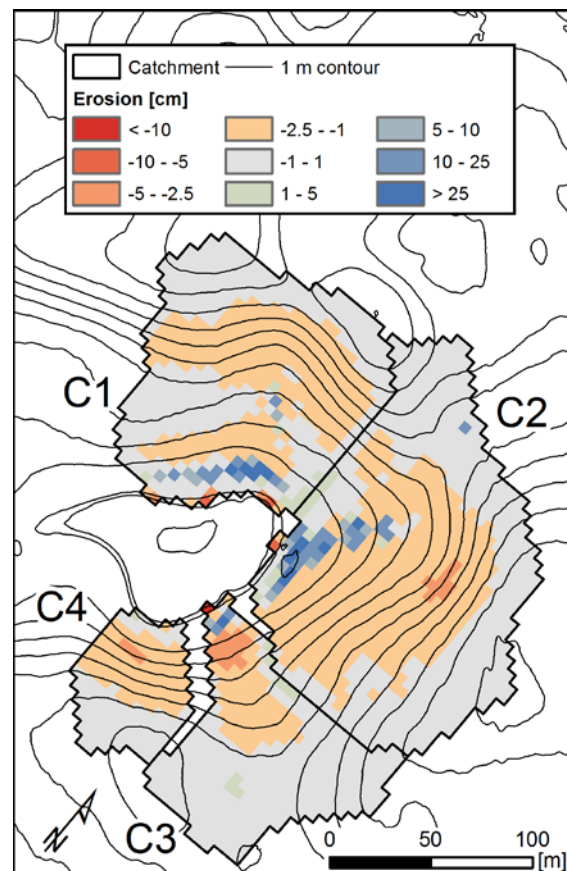 Catchment 1 m contour
Erosion [cm]
< -10 -2.5 - -1 5 - 10
-10 - -5 -1 - 1 10 - 25
-5 - -2.5 1 - 5 > 25
C1
C2
C4
C3
N
0 50 100
[m]